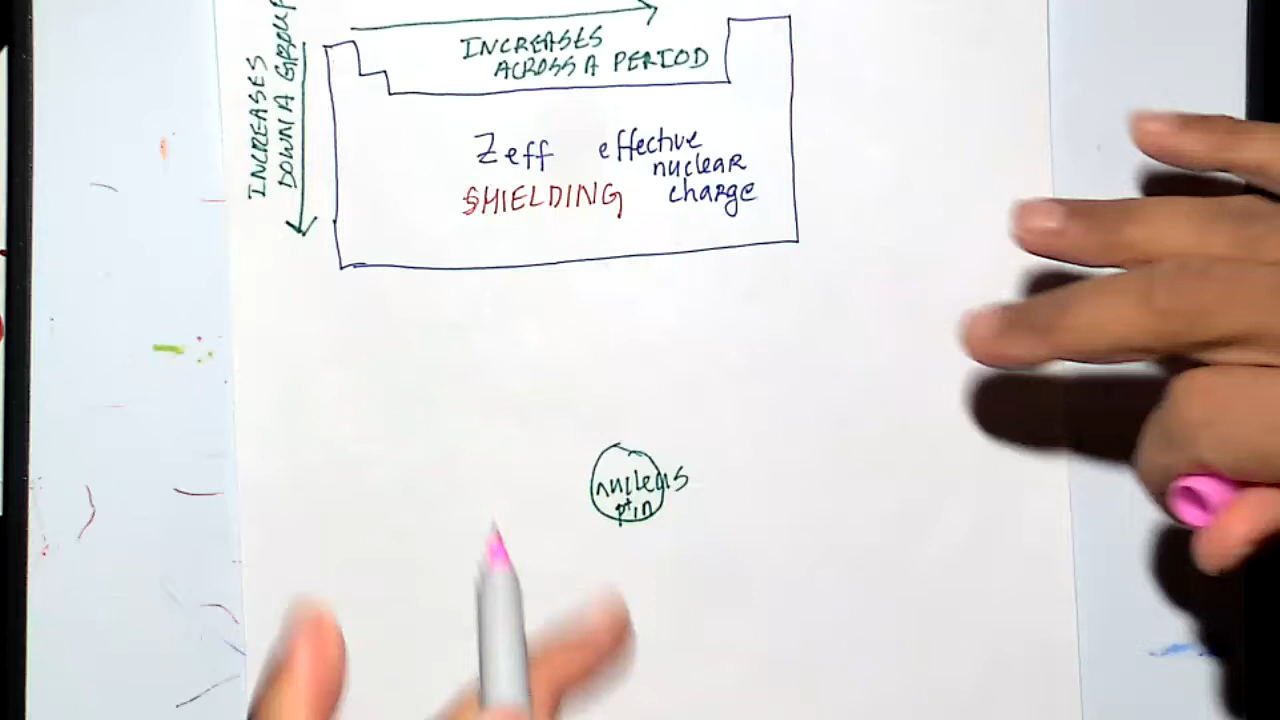 INCREASES
ACROSS A PERIOD
INCREASES
DOWN A GROUP
Zeff effective
nuclear
SHIELDING charge
nucleus
p+ n